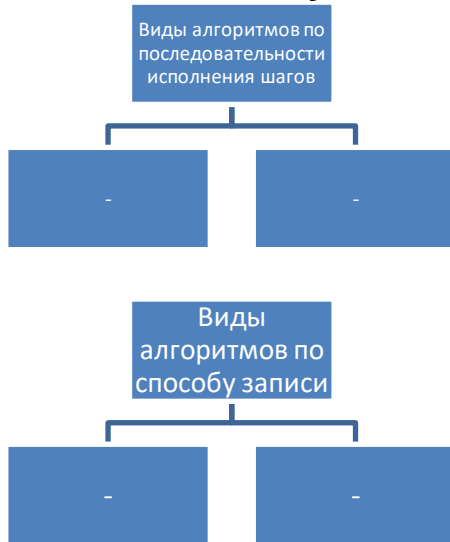 Виды алгоритмов по
последовательности
исполнения шагов
-
-
Виды
алгоритмов по
способу записи
-
-